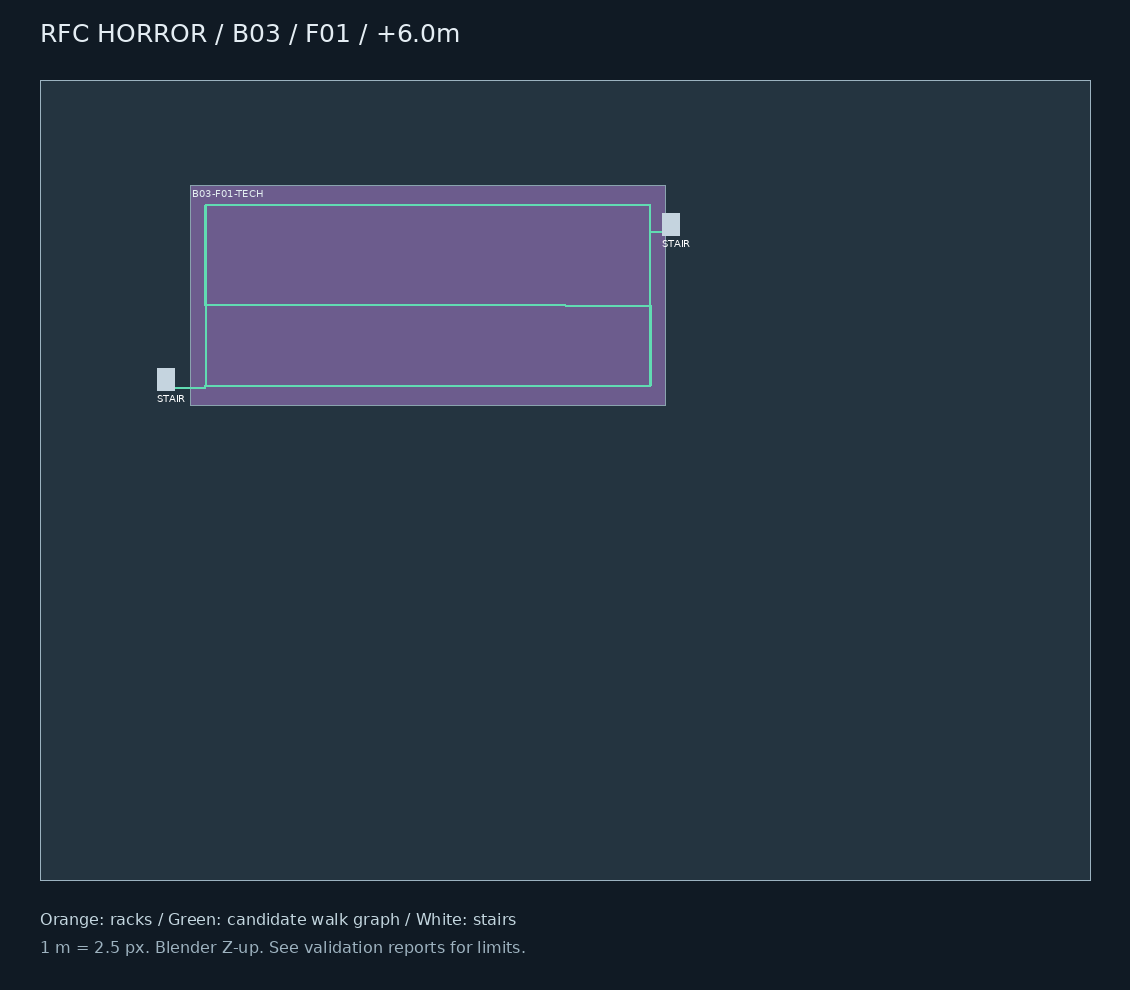 RFC HORROR / B03 / F01 / +6.0m
B03-F01-TECH
STAIR
STAIR
Orange: racks / Green: candidate walk graph / White: stairs
1 m = 2.5 px. Blender Z-up. See validation reports for limits.